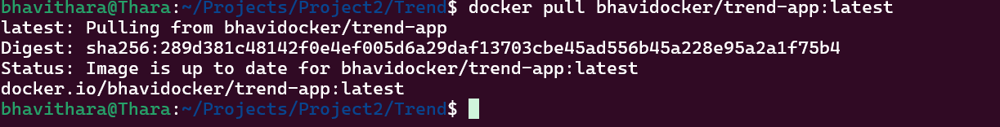 bhavithara@Thara:~/Projects/Project2/Trend$ docker pull bhavidocker/trend-app:latest
latest: Pulling from bhavidocker/trend-app
Digest: sha256:289d381c48142f0e4ef005d6a29daf13703cbe45ad556b45a228e95a2a1f75b4
Status: Image is up to date for bhavidocker/trend-app:latest
docker.io/bhavidocker/trend-app:latest
bhavithara@Thara:~/Projects/Project2/Trend$